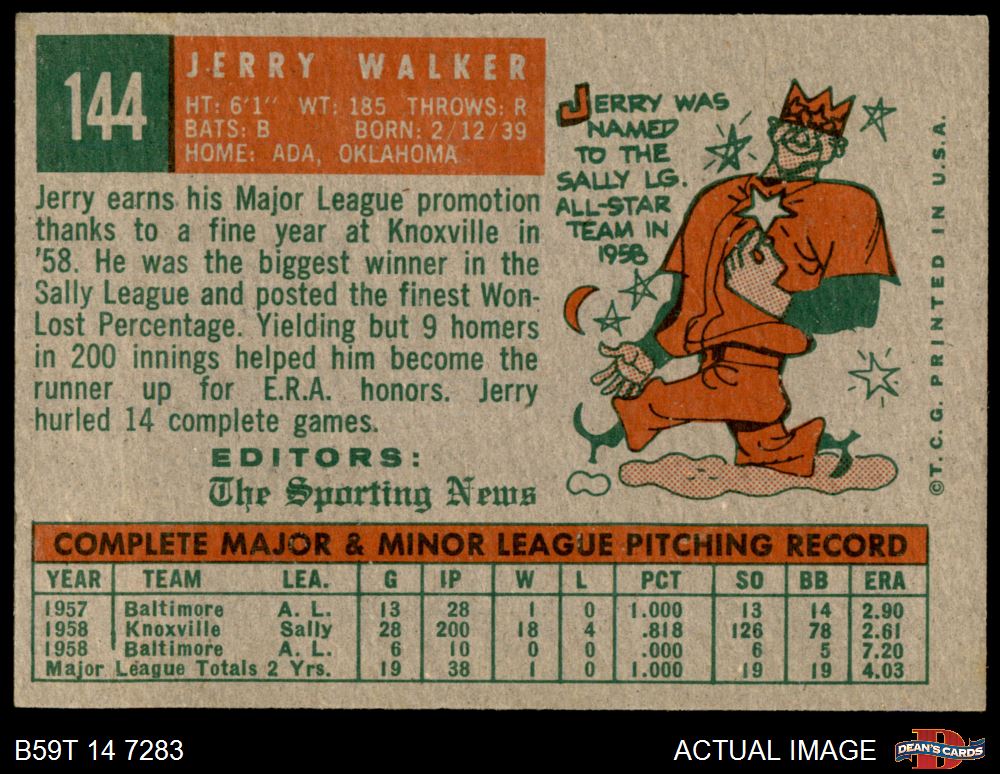 144
JERRY WALKER
HT: 6'1" WT: 185 THROWS: R
BATS: B BORN: 2/12/39
HOME: ADA, OKLAHOMA
Jerry earns his Major League promotion
thanks to a fine year at Knoxville in
'58. He was the biggest winner in the
Sally League and posted the finest Won-
Lost Percentage. Yielding but 9 homers
in 200 innings helped him become the
runner up for E.R.A. honors. Jerry
hurled 14 complete games.
EDITORS:
The Sporting News
JERRY WAS
NAMED
TO THE
SALLY LG.
ALL-STAR
TEAM IN
1958
©T.C.G. PRINTED IN U.S.A.
COMPLETE MAJOR & MINOR LEAGUE PITCHING RECORD
YEAR TEAM LEA. G IP W L PCT SO BB ERA
1957 Baltimore A. L. 13 28 1 0 1.000 13 14 2.90
1958 Knoxville Sally 28 200 18 4 .818 126 78 2.61
1958 Baltimore A. L. 6 10 0 0 .000 6 5 7.20
Major League Totals 2 Yrs. 19 38 1 0 1.000 19 19 4.03
B59T 14 7283
ACTUAL IMAGE
DEAN'S CARDS